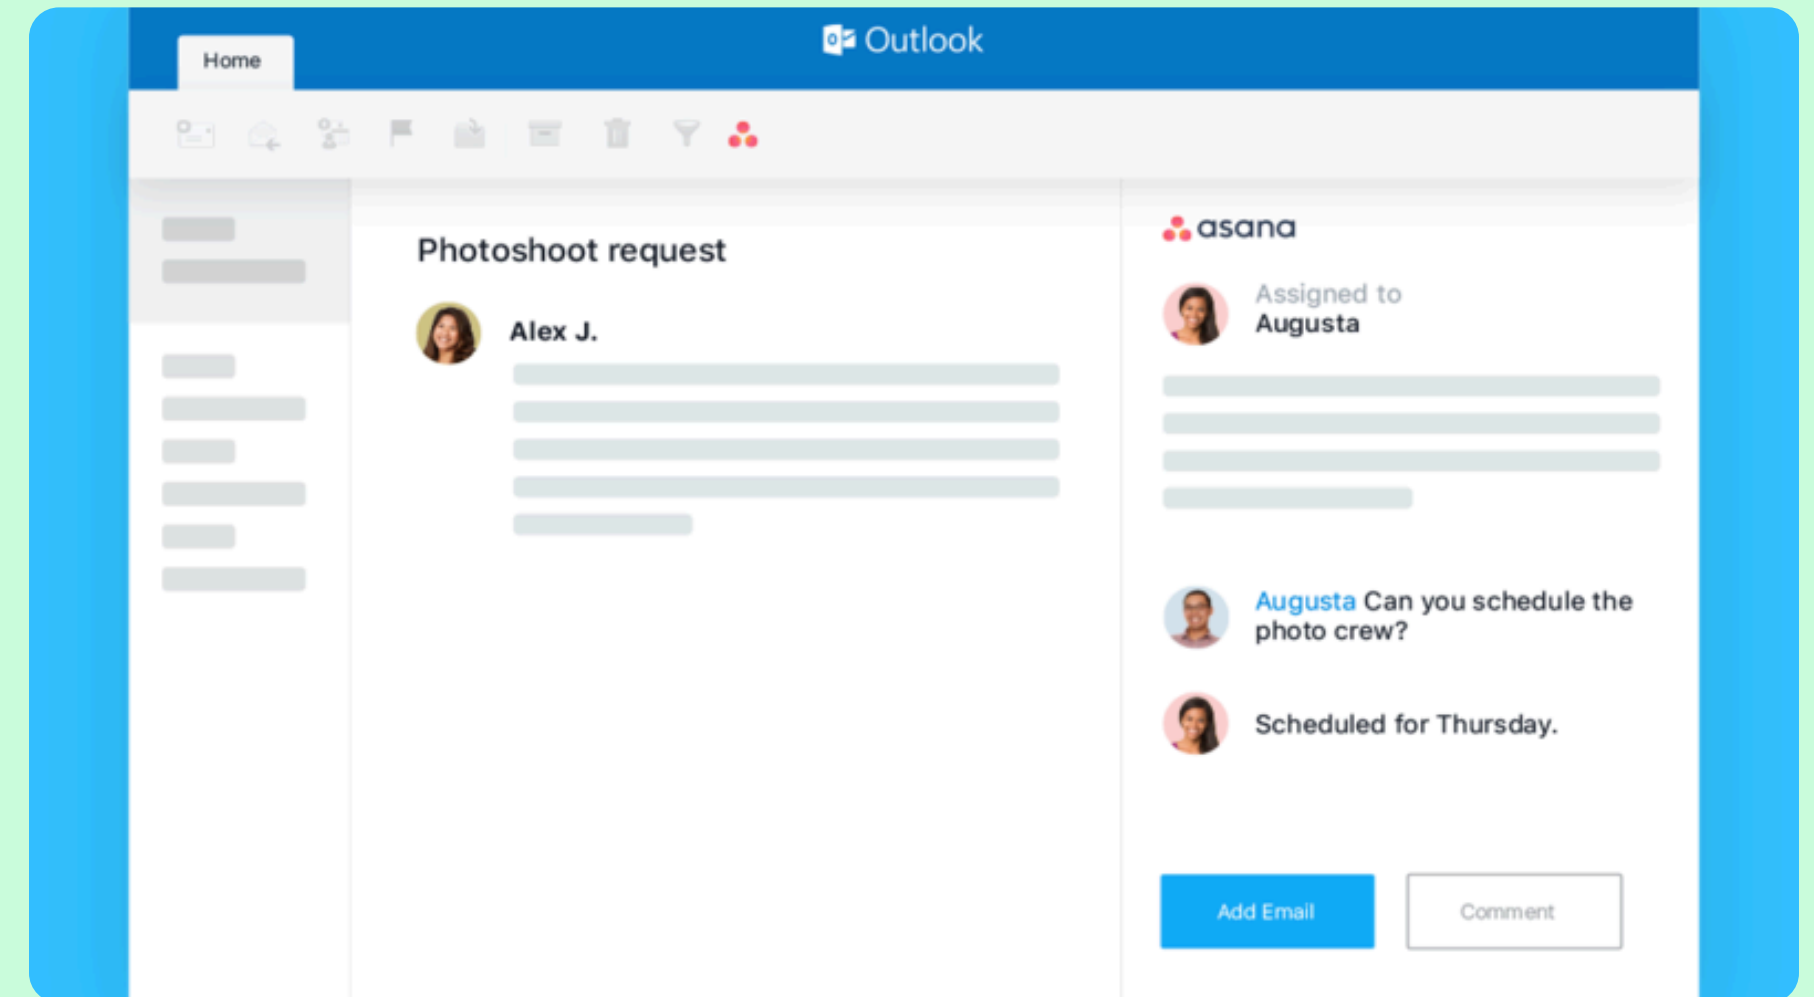 Outlook
Home
Photoshoot request
Alex J.
asana
Assigned to
Augusta
Augusta Can you schedule the
photo crew?
Scheduled for Thursday.
Add Email
Comment